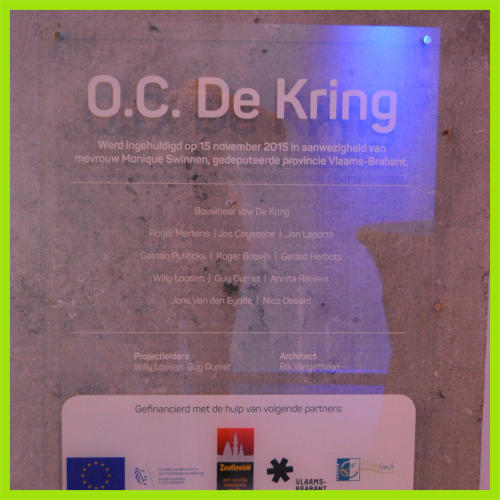 O.C. De Kring
Werd ingehuldigd op 15 november 2015 in aanwezigheid van
mevrouw Monique Swinnen, gedeputeerde provincie Vlaams-Brabant.
Bouwheer vzw De Kring
Roger Mertens | Jos Ceyssens | Jan Laporte
Gaston Pulinckx | Roger Bouvin | Gerard Herbots
Willy Loosen | Guy Dumst | Annita Reniers
Joris Van den Eynde | Nico Desard
Projectleiders
Willy Loosen Guy Dumst
Architect
Rik Vangeffelen
Gefinancierd met de hulp van volgende partners:
Zoutleeuw
VLAAMS-
BRABANT